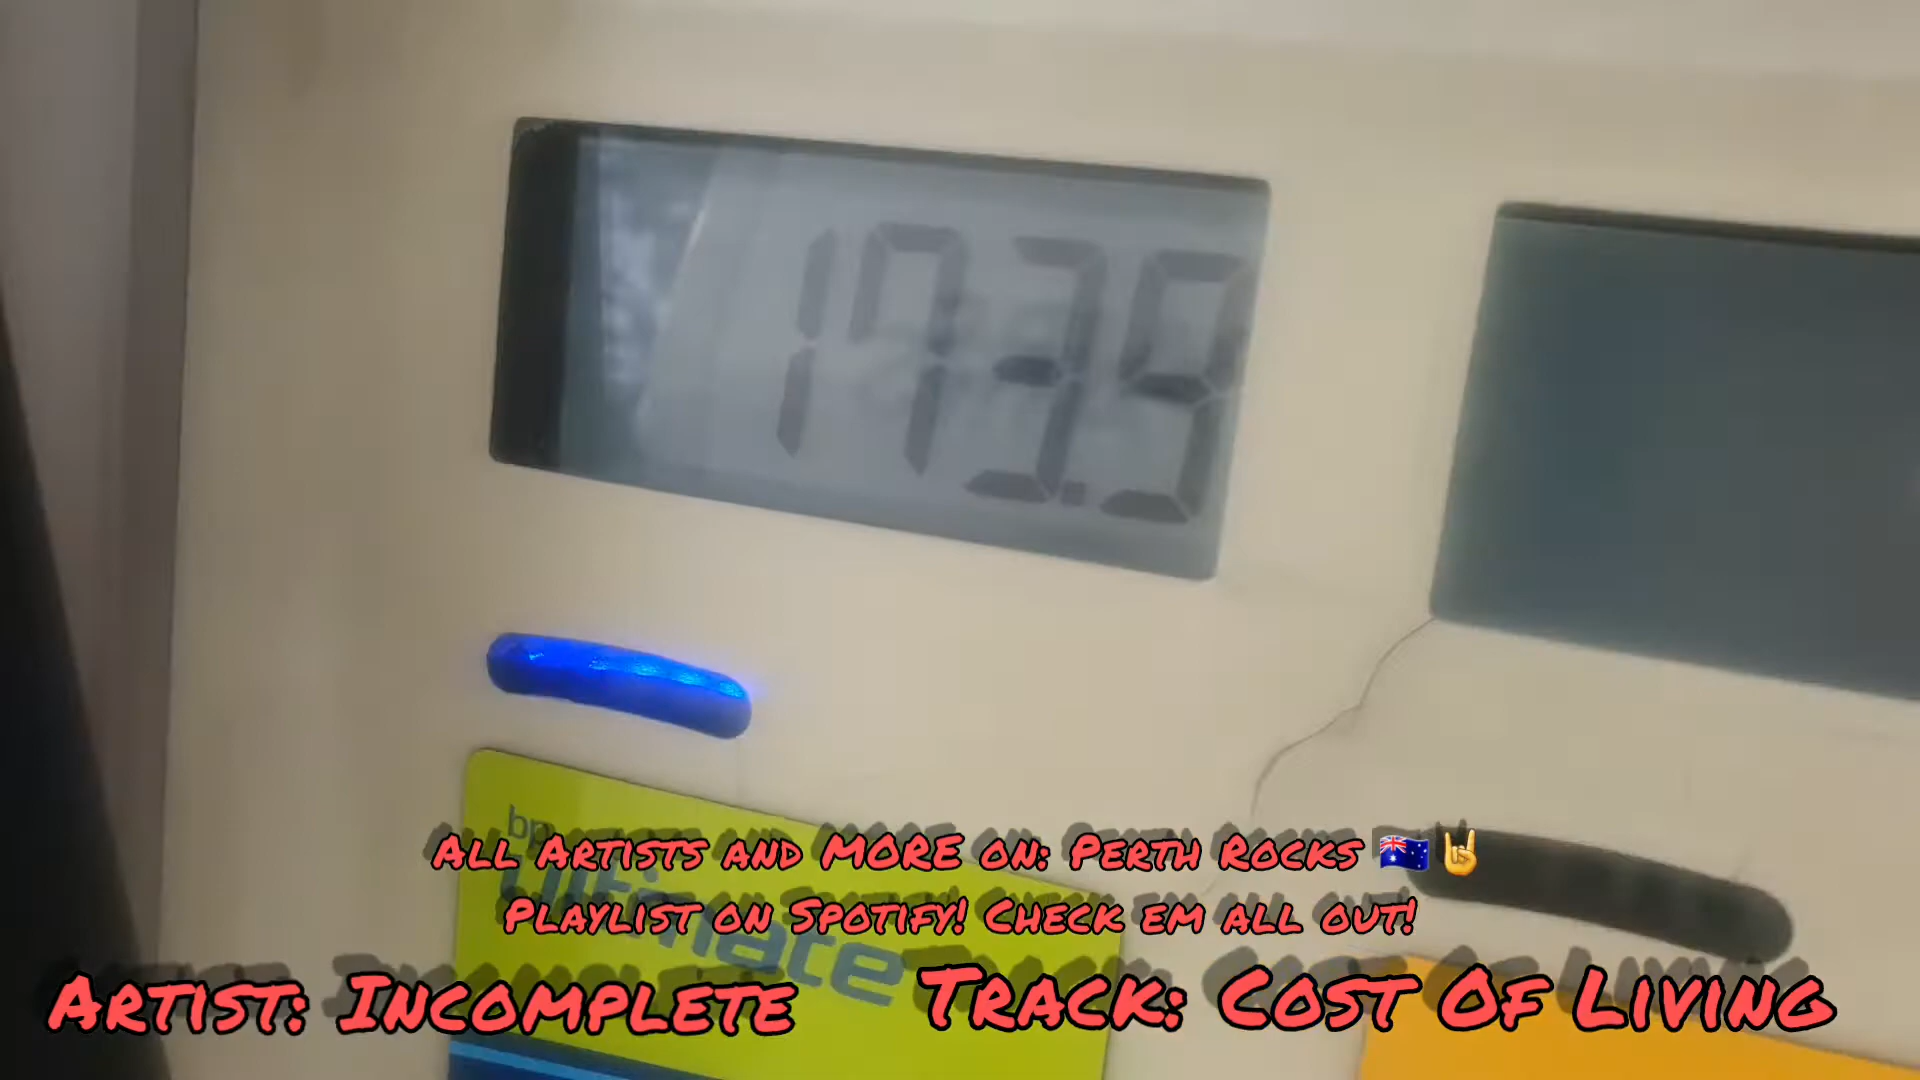 173.9
bp
All Artists and MORE on: Perth Rocks 🇦🇺🤘
Ultimate
Playlist on Spotify! Check em all out!
Artist: Incomplete Track: Cost Of Living